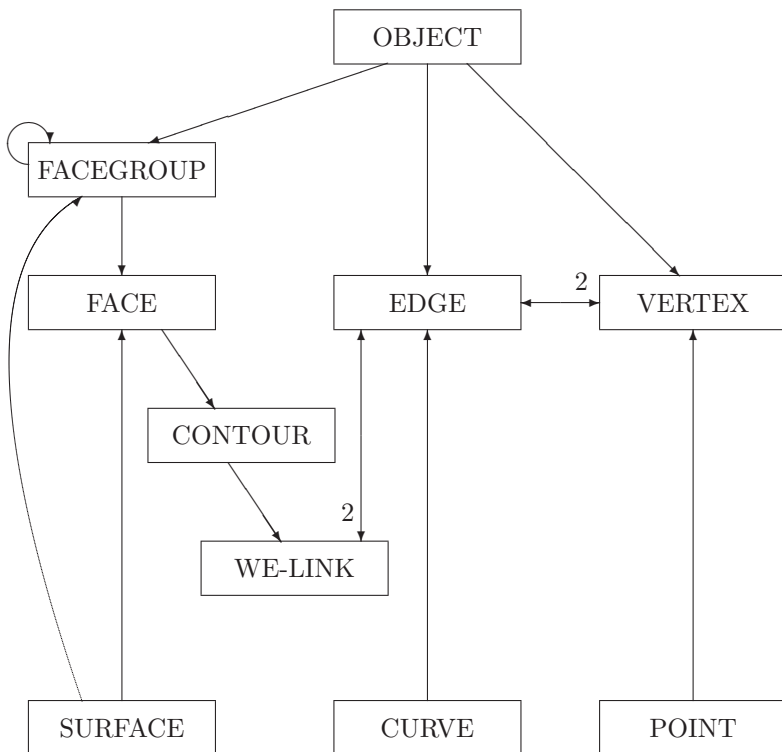 OBJECT
FACEGROUP
FACE
EDGE
2
VERTEX
CONTOUR
2
WE-LINK
SURFACE
CURVE
POINT